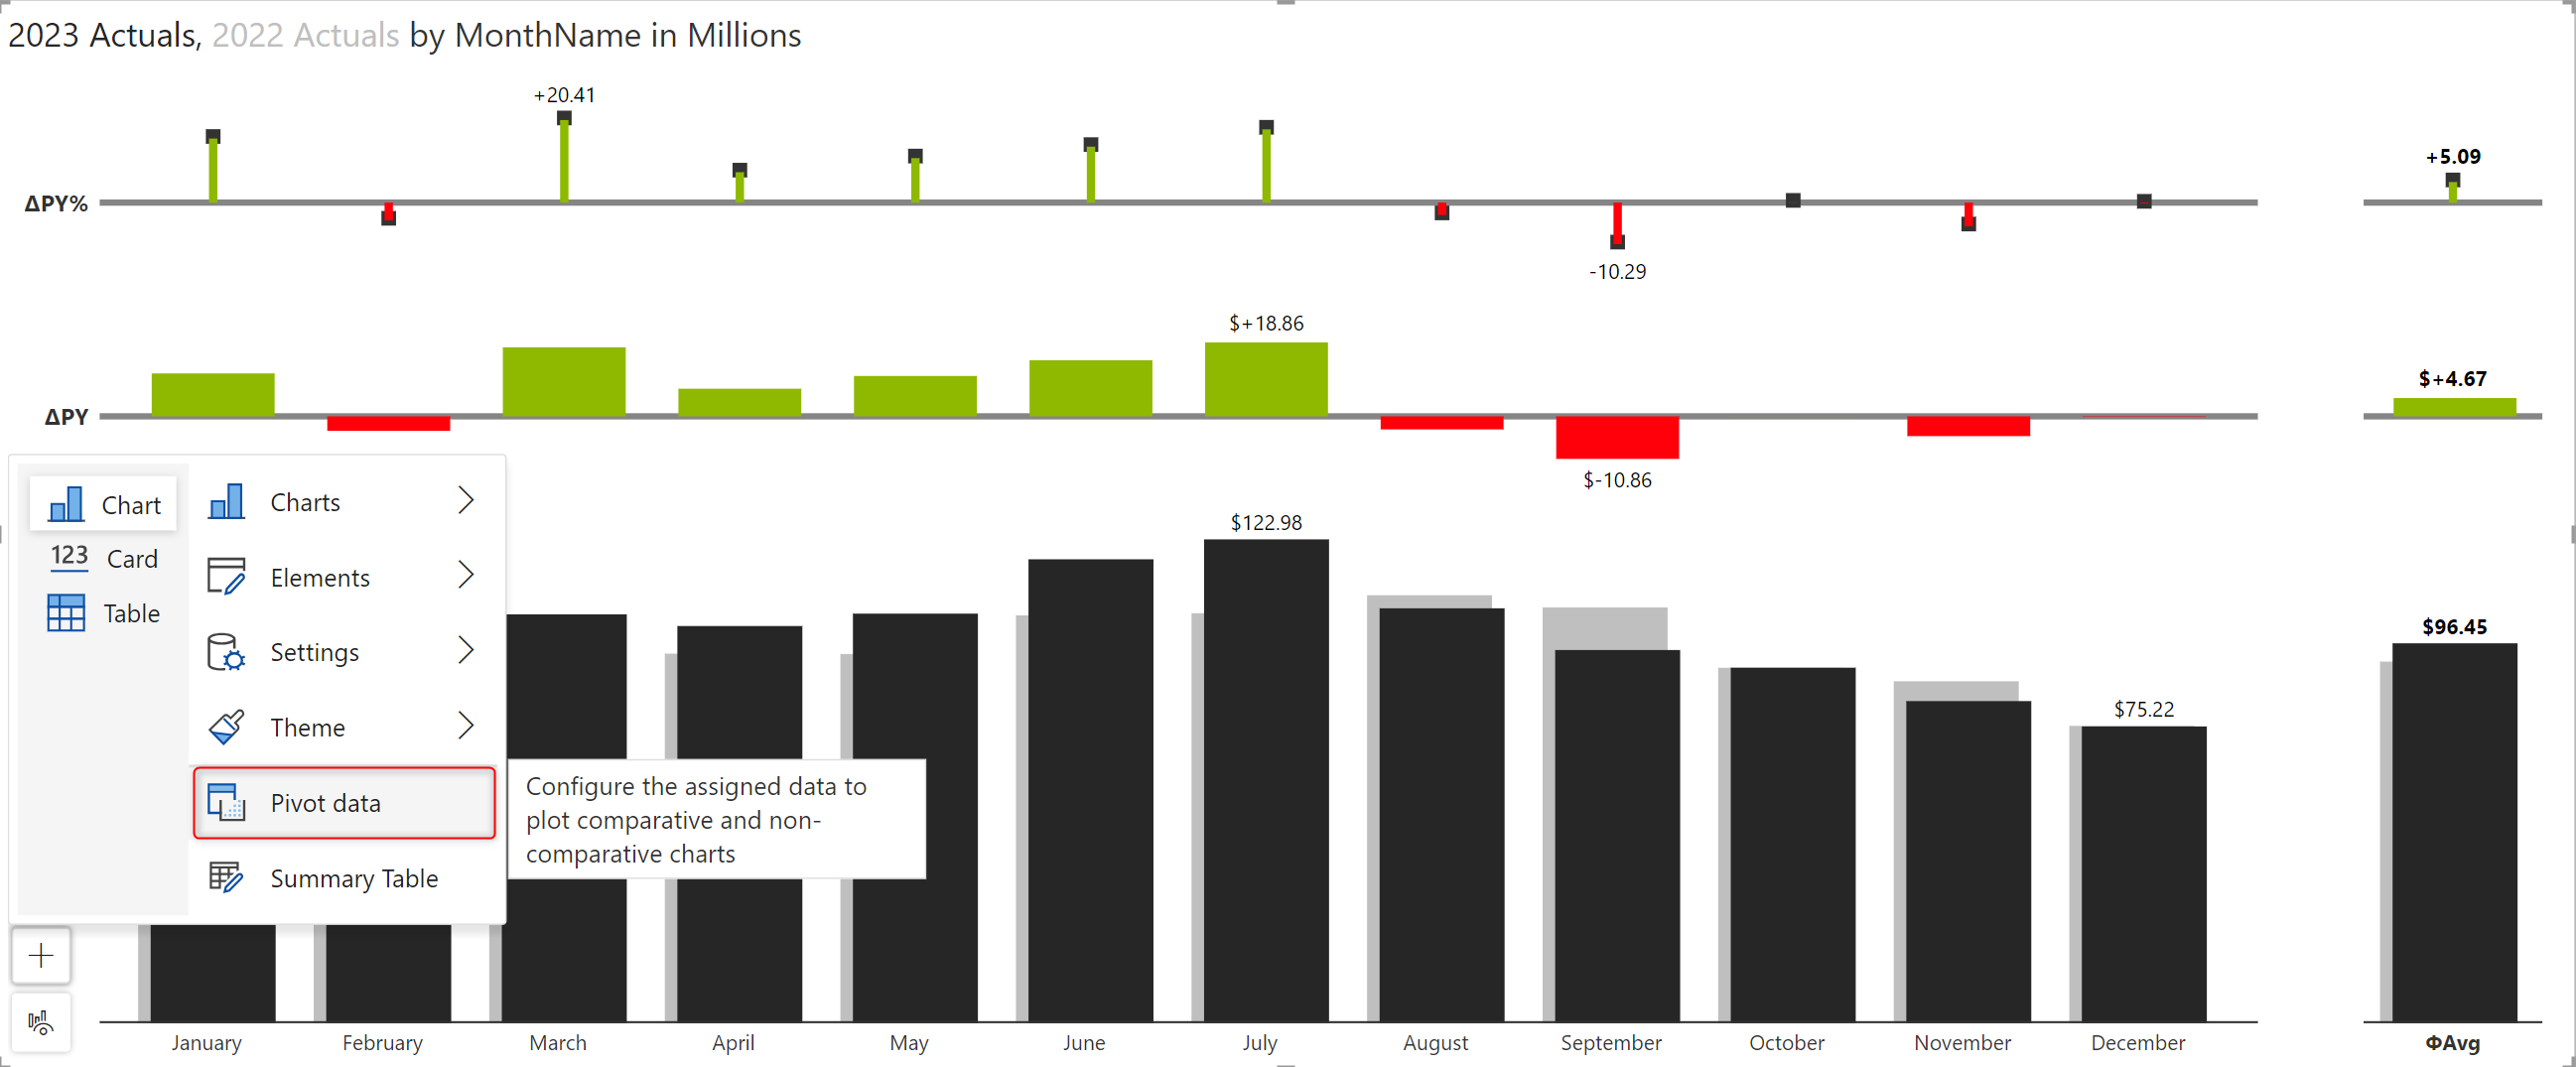 2023 Actuals, 2022 Actuals by MonthName in Millions
+20.41
+5.09
ΔPY%
-10.29
$+18.86
$+4.67
ΔPY
$-10.86
Chart
123 Card
Table
Charts
Elements
Settings
Theme
Pivot data
Summary Table
Configure the assigned data to
plot comparative and non-
comparative charts
$122.98
$96.45
$75.22
January February March April May June July August September October November December ΦAvg